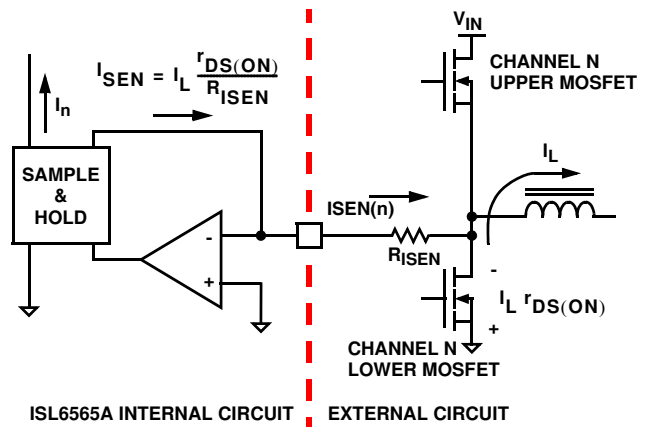 V_IN
CHANNEL N
UPPER MOSFET
I_SEN = I_L r_DS(ON) / R_ISEN
I_n
SAMPLE
&
HOLD
-
+
ISEN(n)
R_ISEN
I_L
-
I_L r_DS(ON)
+
CHANNEL N
LOWER MOSFET
ISL6565A INTERNAL CIRCUIT
EXTERNAL CIRCUIT